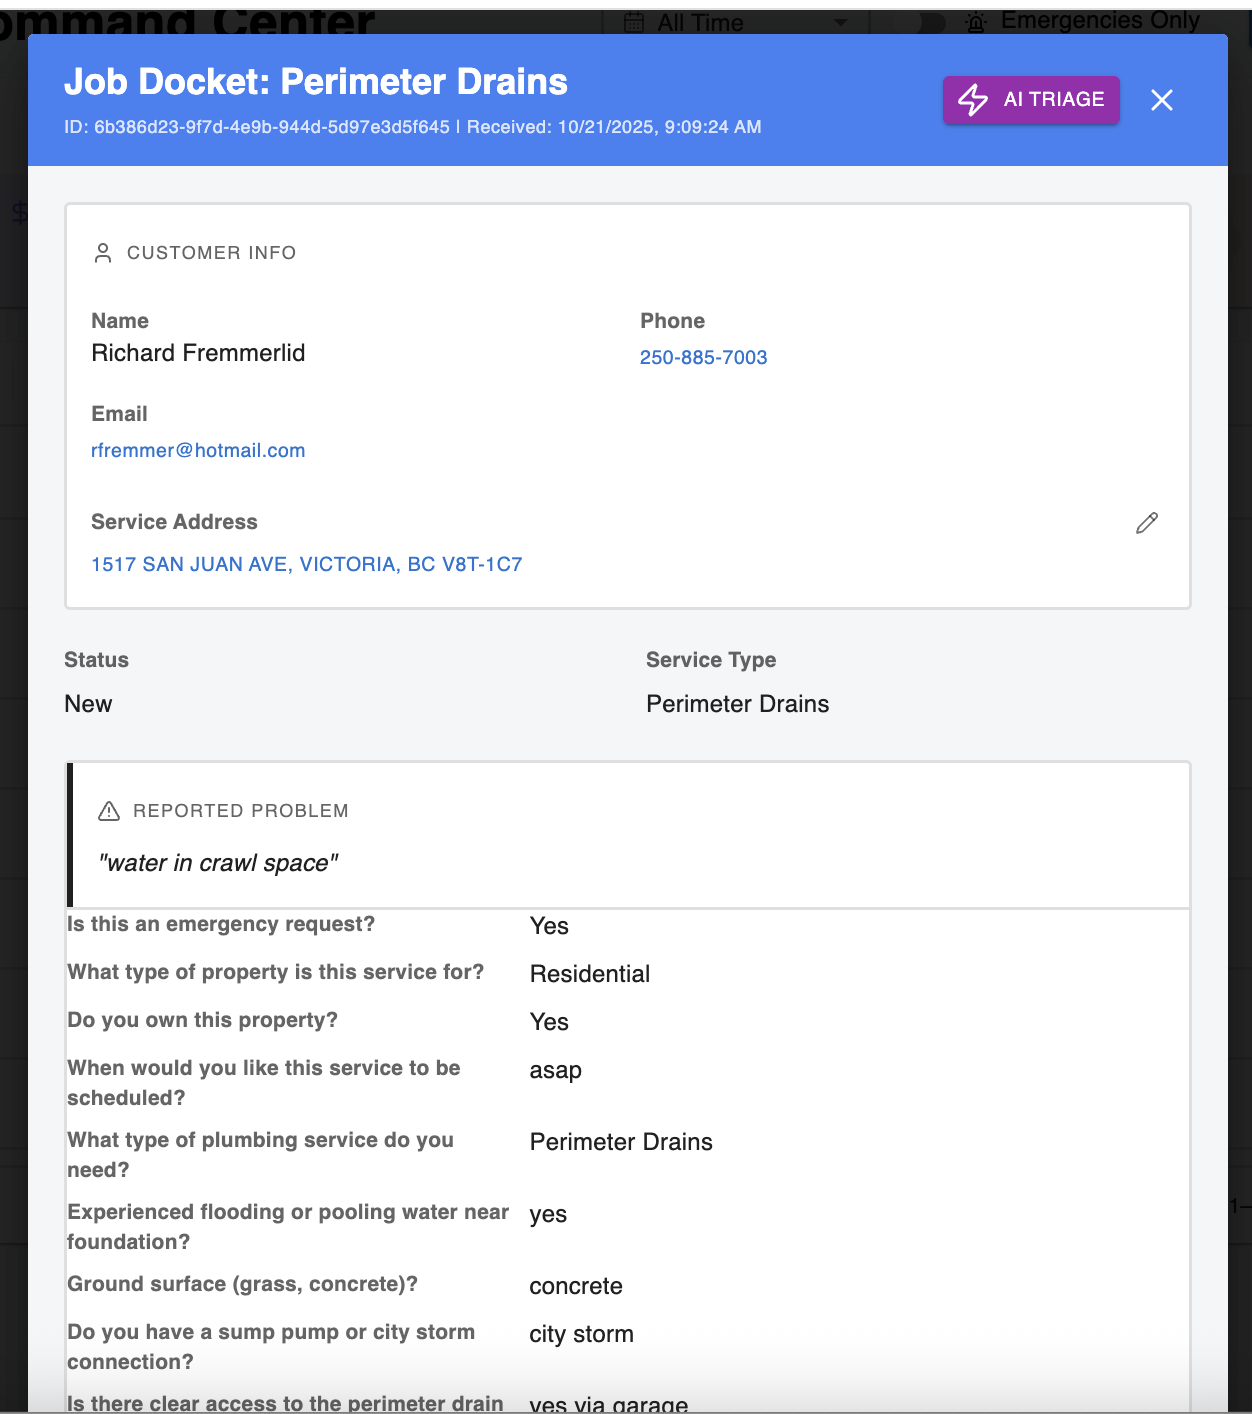 ommand Center
All Time
Emergencies Only
Job Docket: Perimeter Drains
ID: 6b386d23-9f7d-4e9b-944d-5d97e3d5f645 | Received: 10/21/2025, 9:09:24 AM
AI TRIAGE
$
CUSTOMER INFO
Name
Richard Fremmerlid
Phone
250-885-7003
Email
rfremmer@hotmail.com
Service Address
1517 SAN JUAN AVE, VICTORIA, BC V8T-1C7
Status
New
Service Type
Perimeter Drains
REPORTED PROBLEM
"water in crawl space"
Is this an emergency request?
Yes
What type of property is this service for?
Residential
Do you own this property?
Yes
When would you like this service to be
scheduled?
asap
What type of plumbing service do you
need?
Perimeter Drains
Experienced flooding or pooling water near
foundation?
yes
1–
Ground surface (grass, concrete)?
concrete
Do you have a sump pump or city storm
connection?
city storm
Is there clear access to the perimeter drain
yes via garage